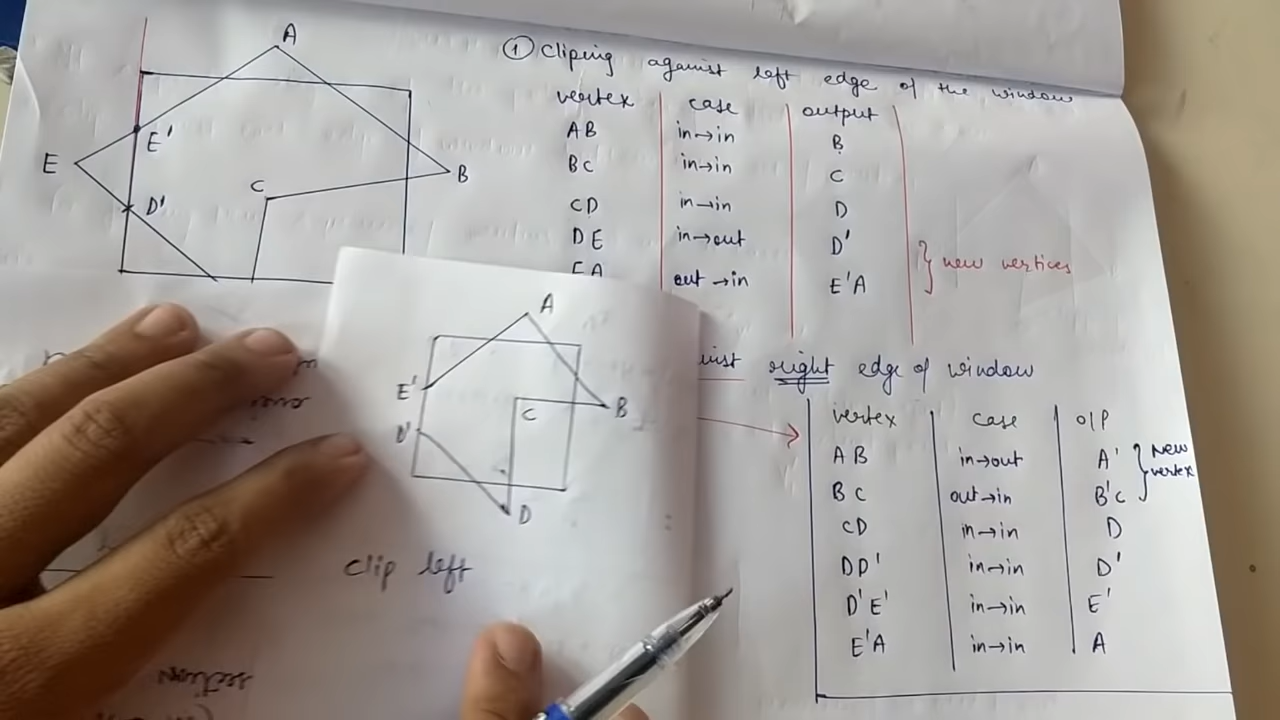 A
E'
E
B
C
D'
① Cliping against left edge of the window
vertex case output
AB in→in B
BC in→in C
CD in→in D
DE in→out D'
EA out→in E'A
} new vertices
A
E'
B
C
D'
D
clip left
right edge of window
vertex case O/P
AB in→out A'
BC out→in B'C
} New vertex
CD in→in D
DD' in→in D'
D'E' in→in E'
E'A in→in A